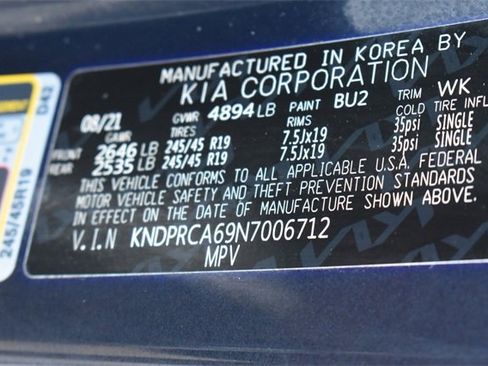 MANUFACTURED IN KOREA BY
KIA CORPORATION
08/21 GVWR 4894LB PAINT BU2 TRIM WK
GAWR TIRES RIMS COLD TIRE INFL
FRONT 2646 LB 245/45 R19 7.5Jx19 35psi SINGLE
REAR 2535 LB 245/45 R19 7.5Jx19 35psi SINGLE
THIS VEHICLE CONFORMS TO ALL APPLICABLE U.S.A. FEDERAL
MOTOR VEHICLE SAFETY AND THEFT PREVENTION STANDARDS
IN EFFECT ON THE DATE OF MANUFACTURE SHOWN ABOVE.
V.I.N KNDPRCA69N7006712
MPV
245/45R19
D42